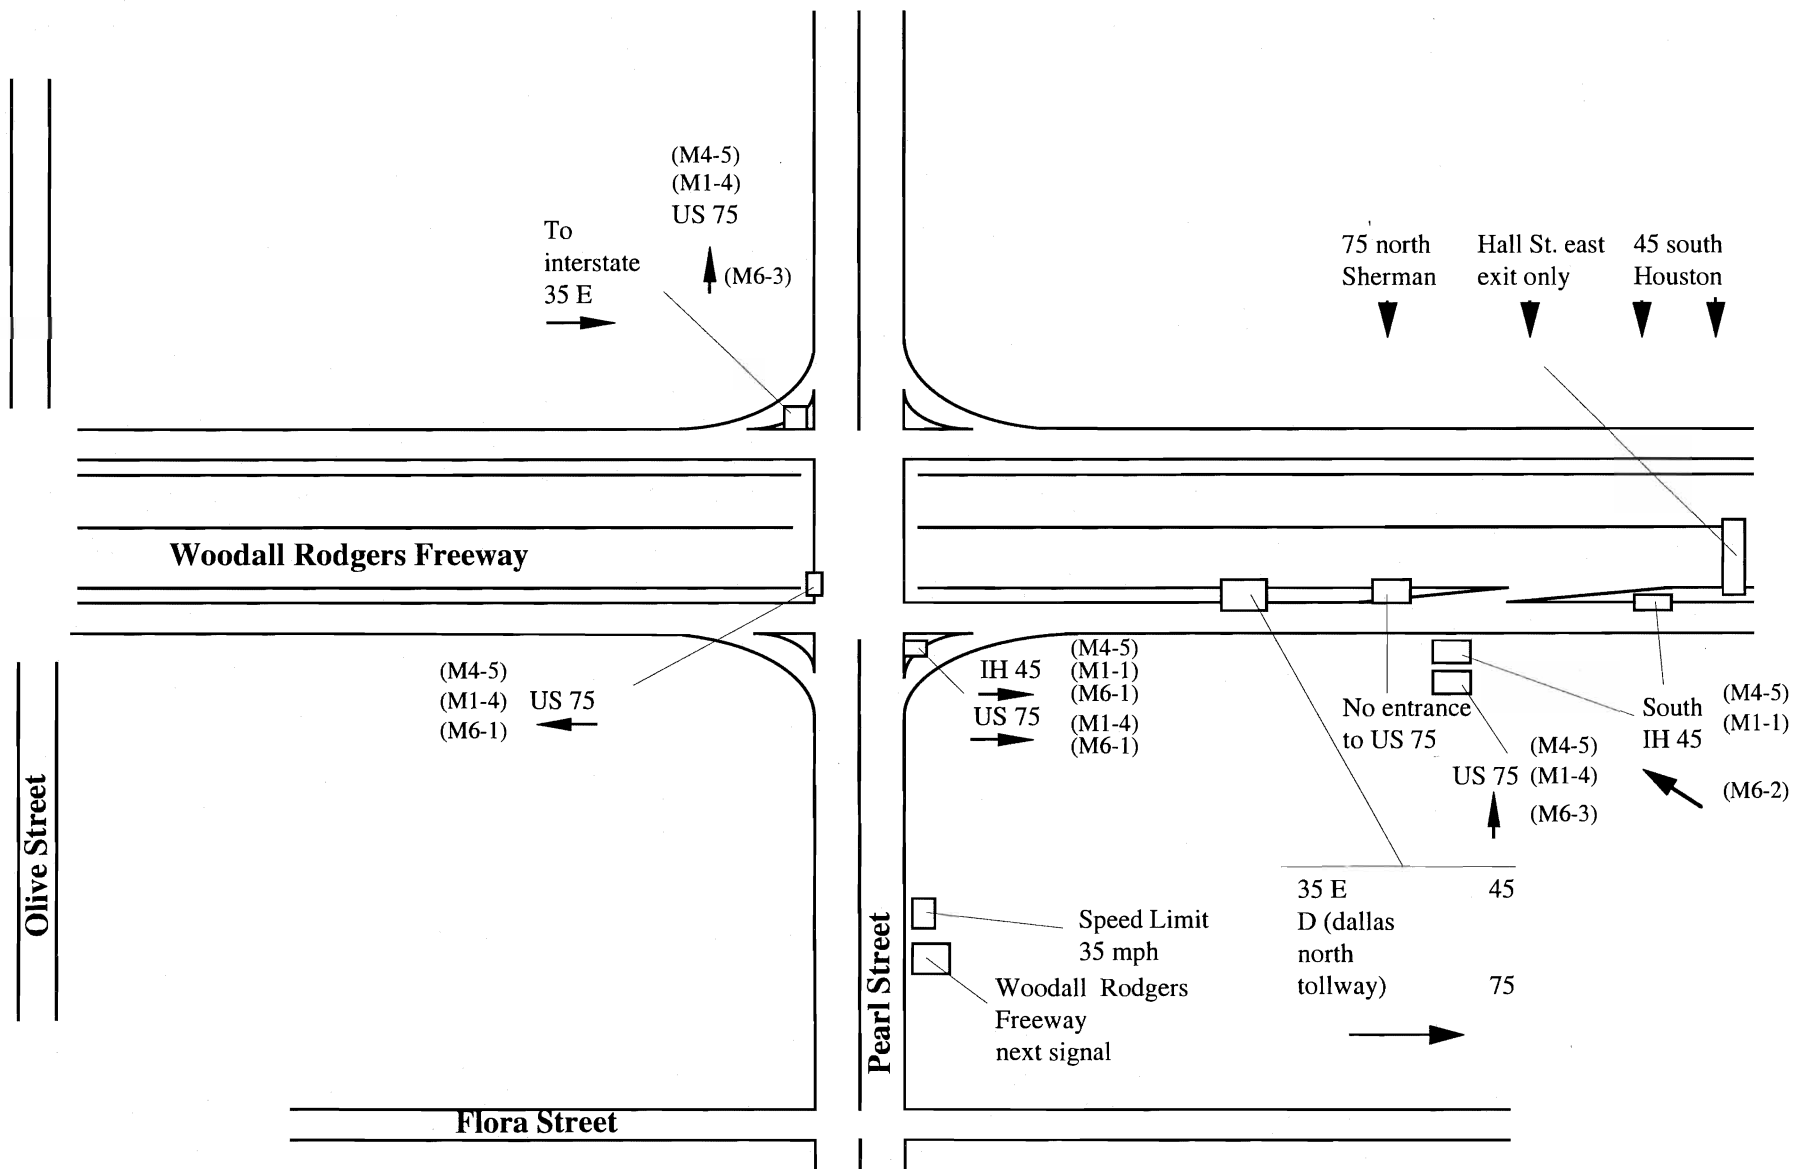 (M4-5)
(M1-4)
US 75
(M6-3)
To
interstate
35 E
75 north
Sherman
Hall St. east
exit only
45 south
Houston
Woodall Rodgers Freeway
(M4-5)
(M1-4) US 75
(M6-1)
(M4-5)
IH 45 (M1-1)
(M6-1)
US 75 (M1-4)
(M6-1)
No entrance
to US 75
South
IH 45
(M4-5)
(M1-1)
(M6-2)
(M4-5)
US 75 (M1-4)
(M6-3)
35 E 45
D (dallas
north
tollway) 75
Speed Limit
35 mph
Woodall Rodgers
Freeway
next signal
Olive Street
Pearl Street
Flora Street